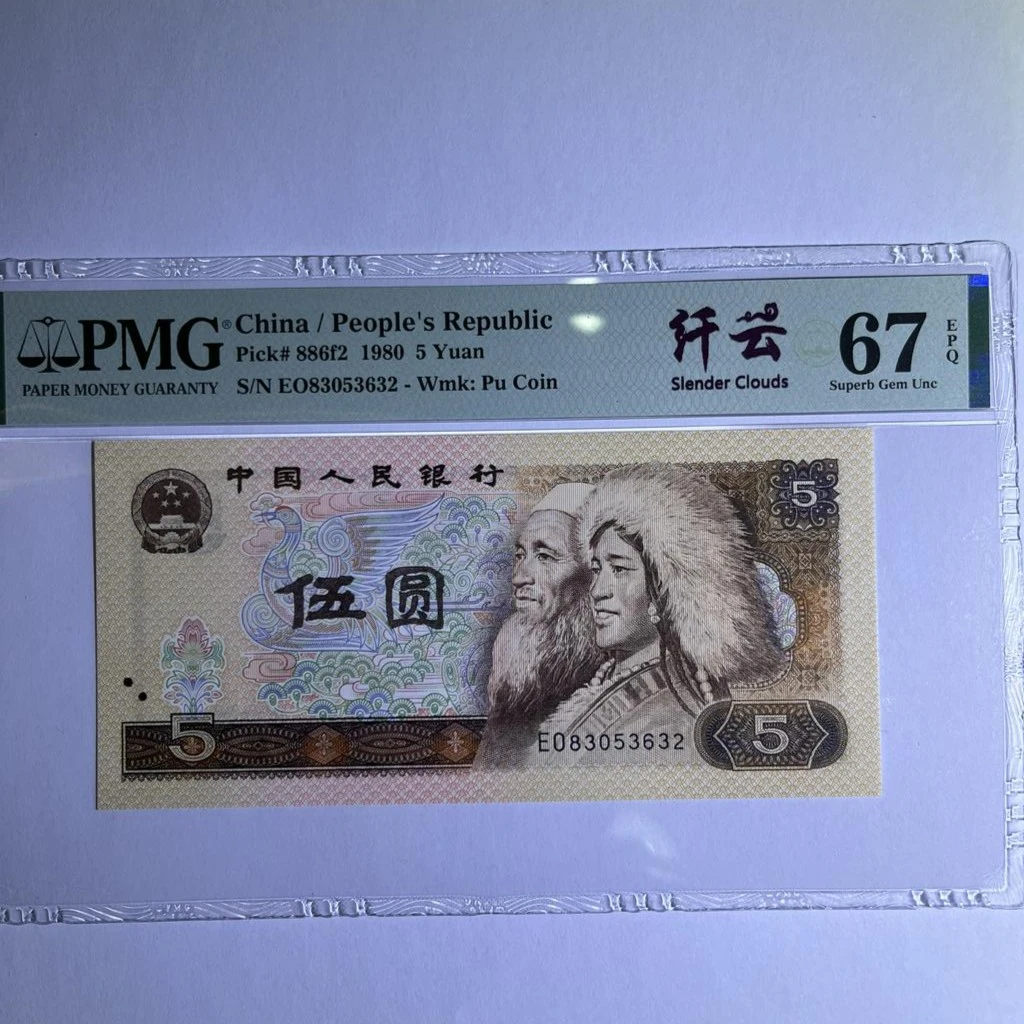 PMG®
PAPER MONEY GUARANTY
China / People's Republic
Pick# 886f2 1980 5 Yuan
S/N EO83053632 - Wmk: Pu Coin
纤云
Slender Clouds
67
Superb Gem Unc
EPQ
中国人民银行
5
伍圆
5
EO83053632
5